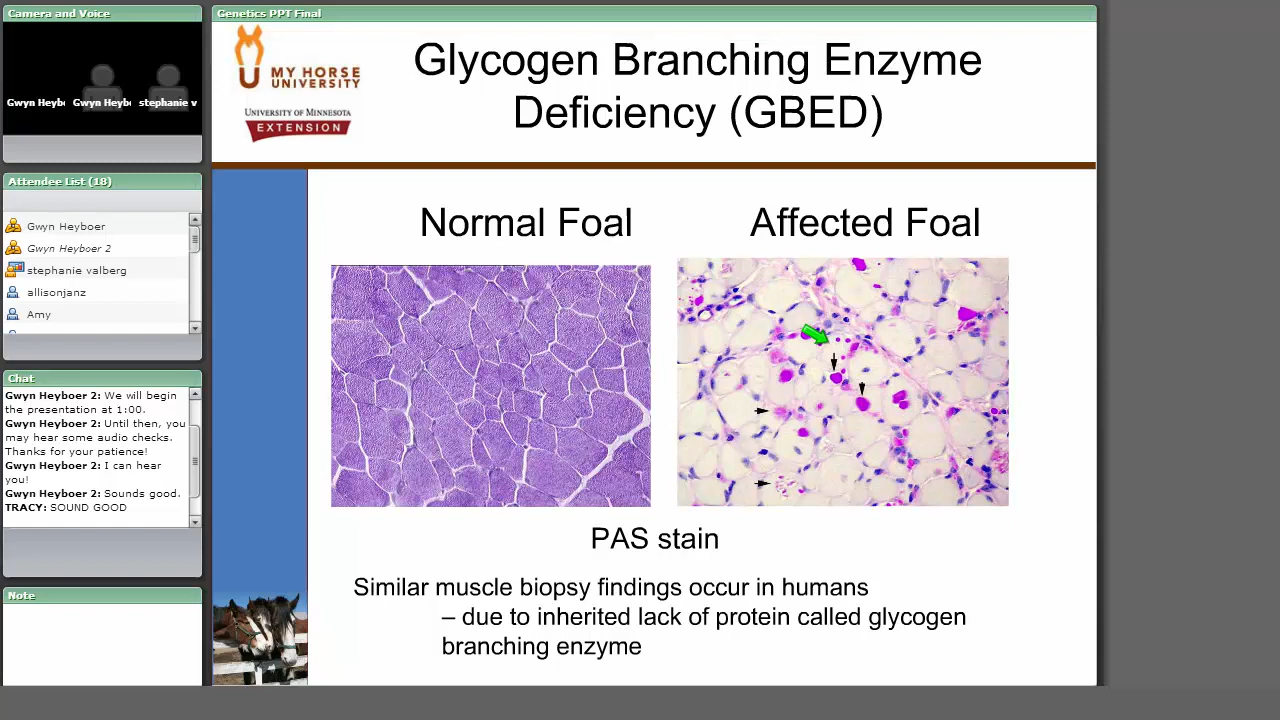 Camera and Voice
Gwyn Heyb
Gwyn Heyb
stephanie v
Attendee List (18)
Gwyn Heyboer
Gwyn Heyboer 2
stephanie valberg
allisonjanz
Amy
Chat
Gwyn Heyboer 2: We will begin
the presentation at 1:00.
Gwyn Heyboer 2: Until then, you
may hear some audio checks.
Thanks for your patience!
Gwyn Heyboer 2: I can hear
you!
Gwyn Heyboer 2: Sounds good.
TRACY: SOUND GOOD
Note
Genetics PPT Final
MY HORSE
UNIVERSITY
UNIVERSITY OF MINNESOTA
EXTENSION
Glycogen Branching Enzyme
Deficiency (GBED)
Normal Foal
Affected Foal
PAS stain
Similar muscle biopsy findings occur in humans
– due to inherited lack of protein called glycogen
branching enzyme